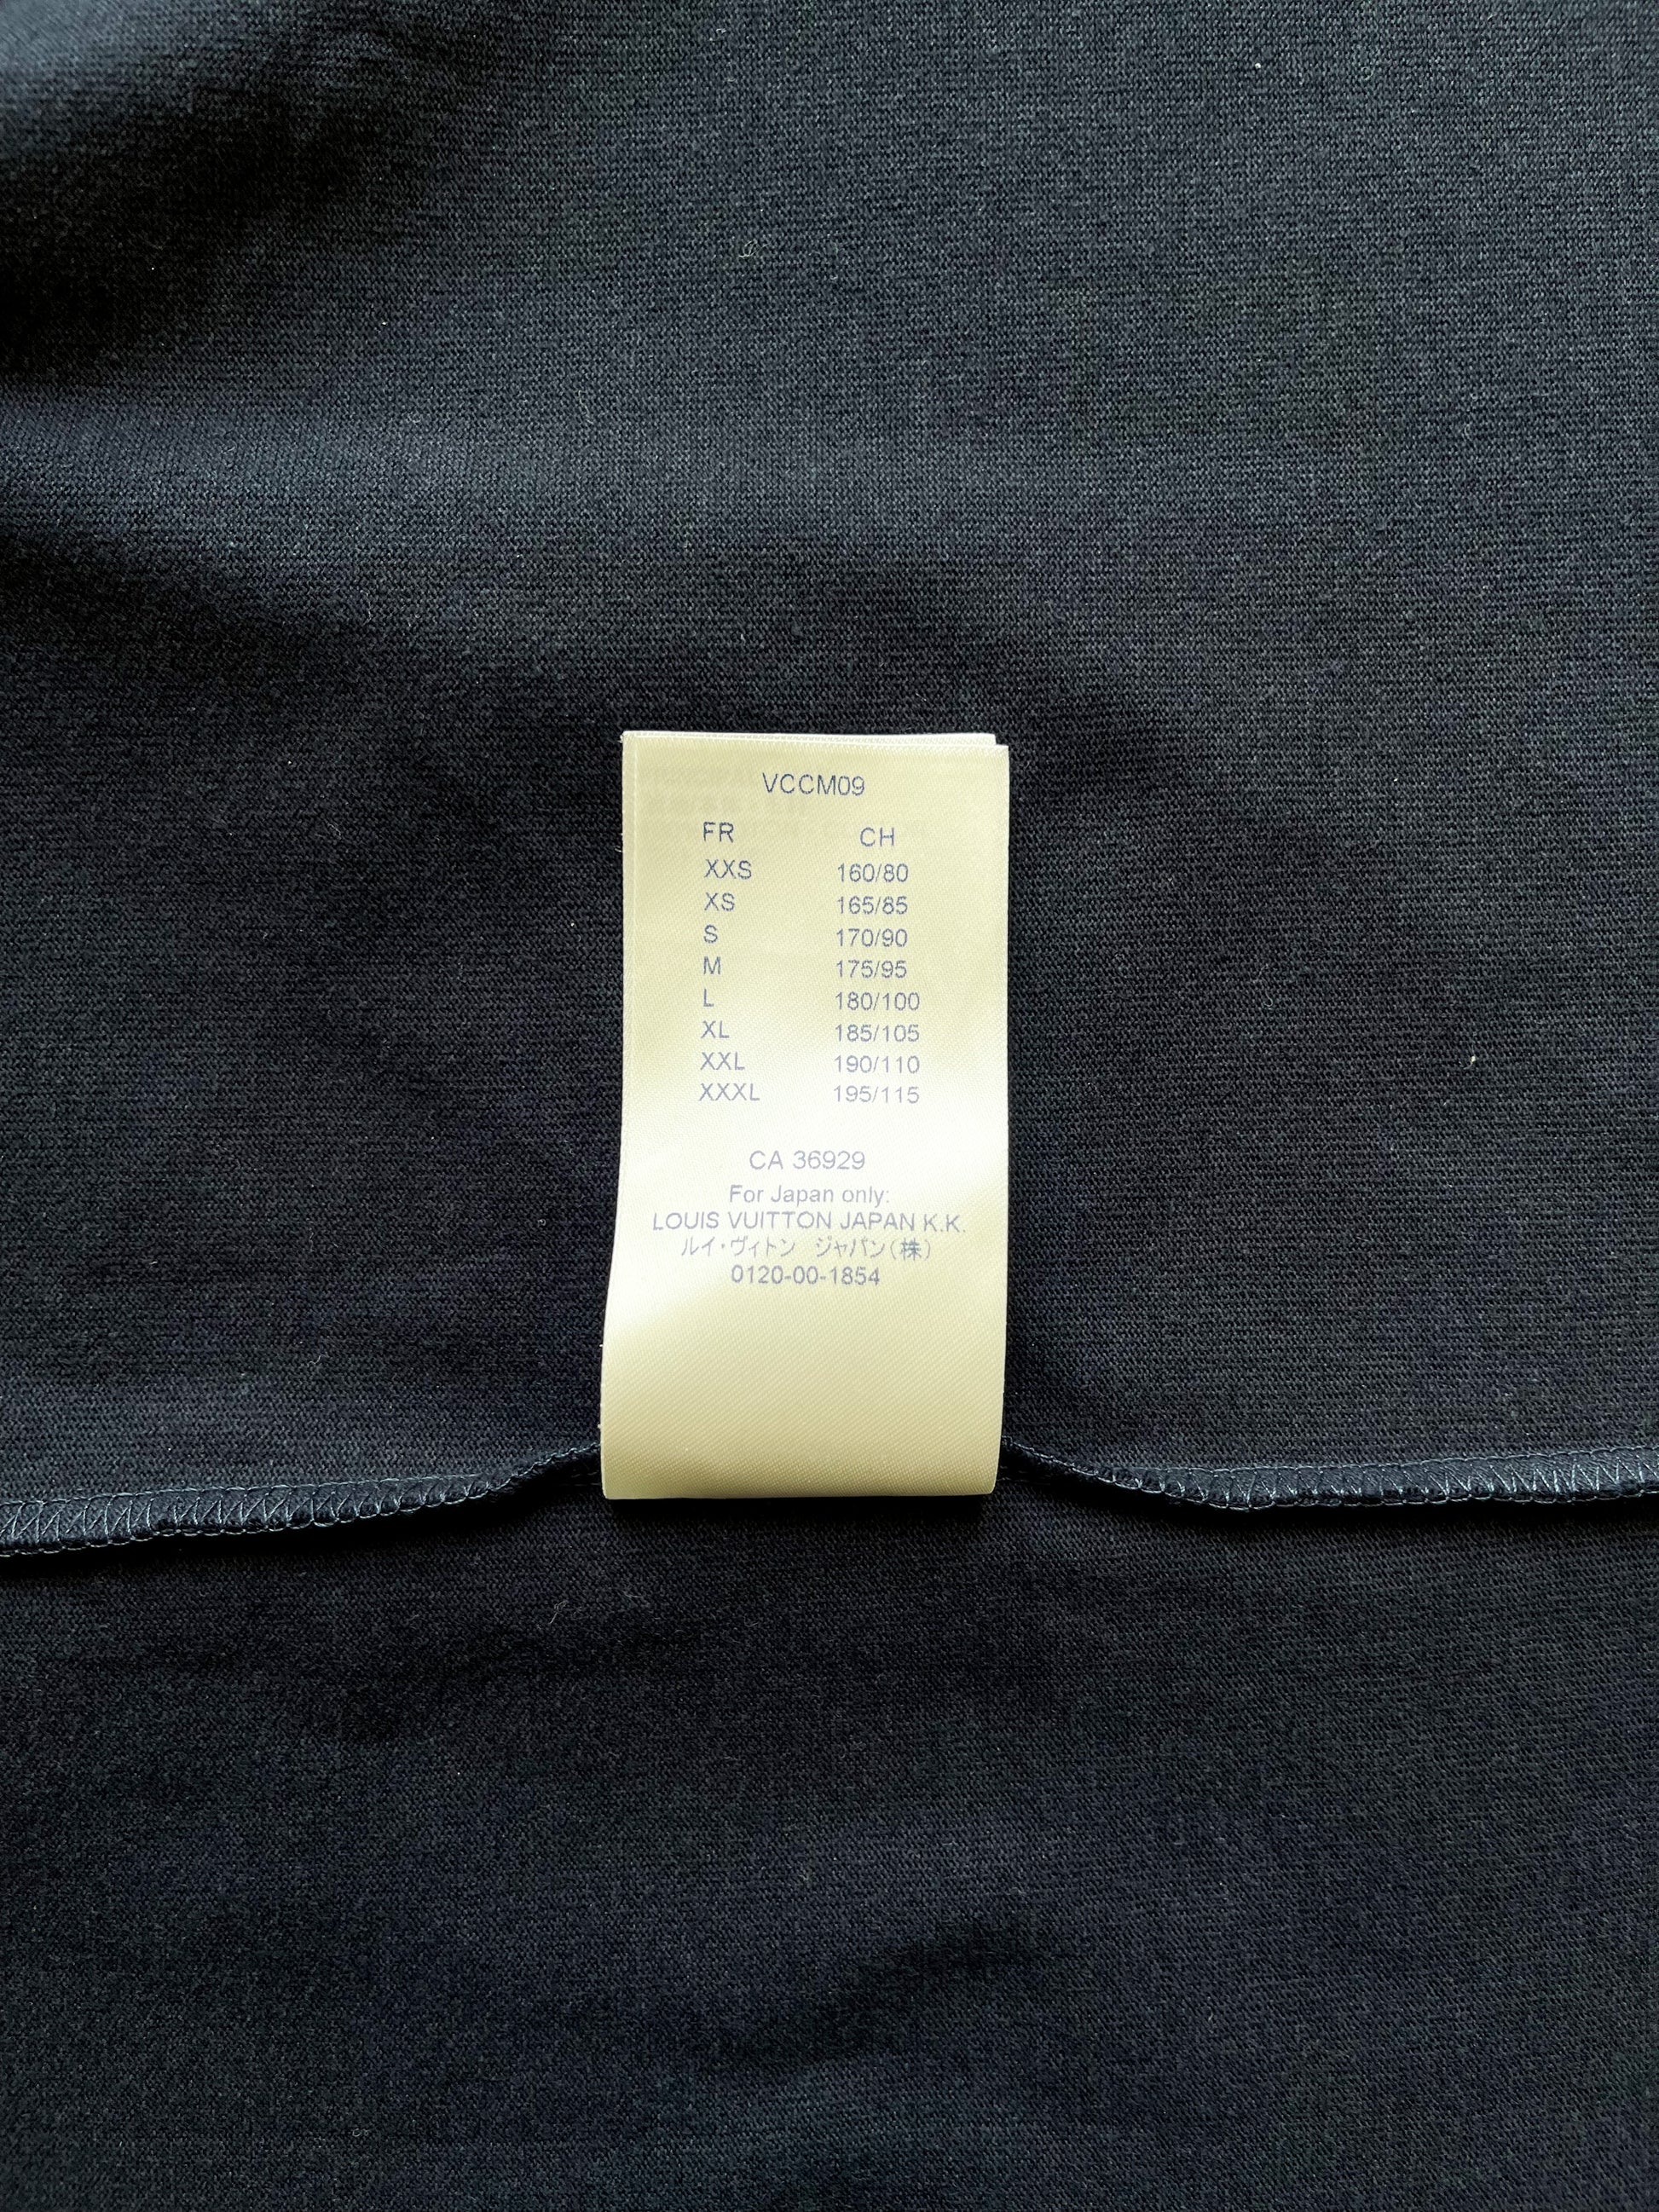 VCCM09
FR CH
XXS 160/80
XS 165/85
S 170/90
M 175/95
L 180/100
XL 185/105
XXL 190/110
XXXL 195/115
CA 36929
For Japan only:
LOUIS VUITTON JAPAN K.K.
ルイ・ヴィトン ジャパン(株)
0120-00-1854